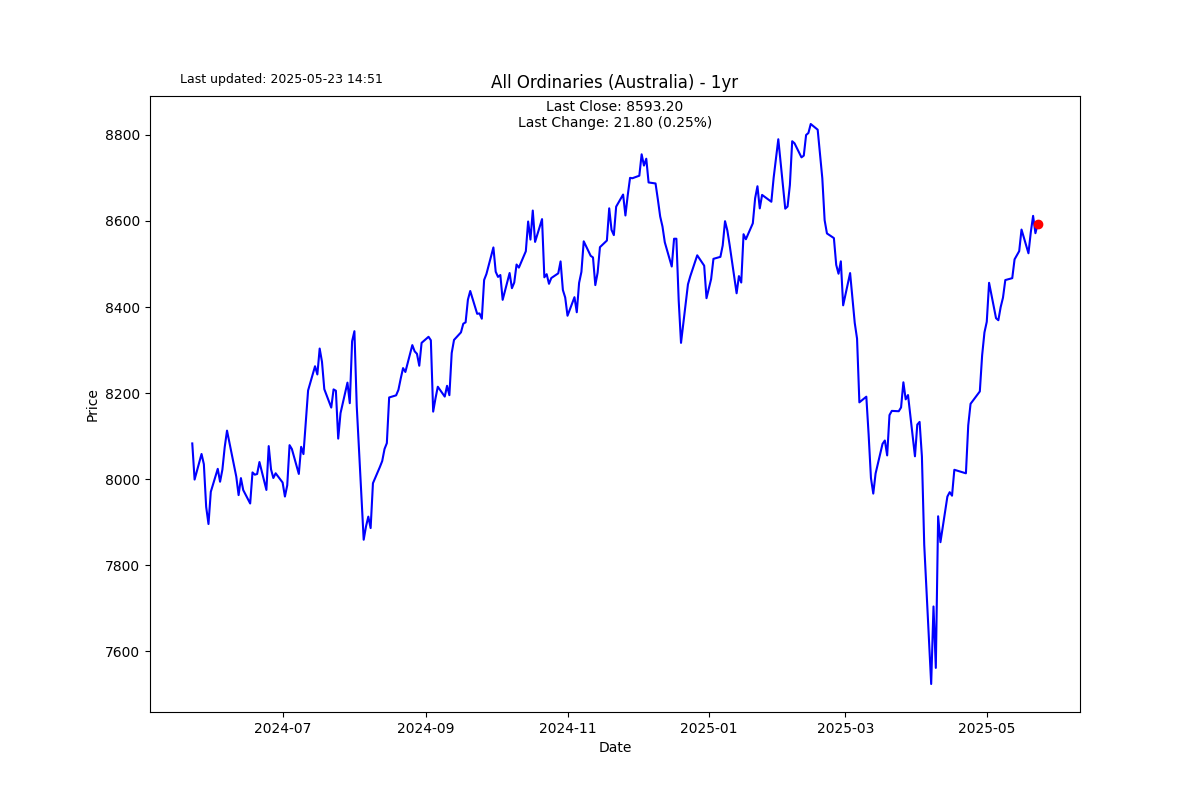 Last updated: 2025-05-23 14:51
All Ordinaries (Australia) - 1yr
Last Close: 8593.20
Last Change: 21.80 (0.25%)
8800
8600
8400
8200
8000
7800
7600
Price
2024-07
2024-09
2024-11
2025-01
2025-03
2025-05
Date